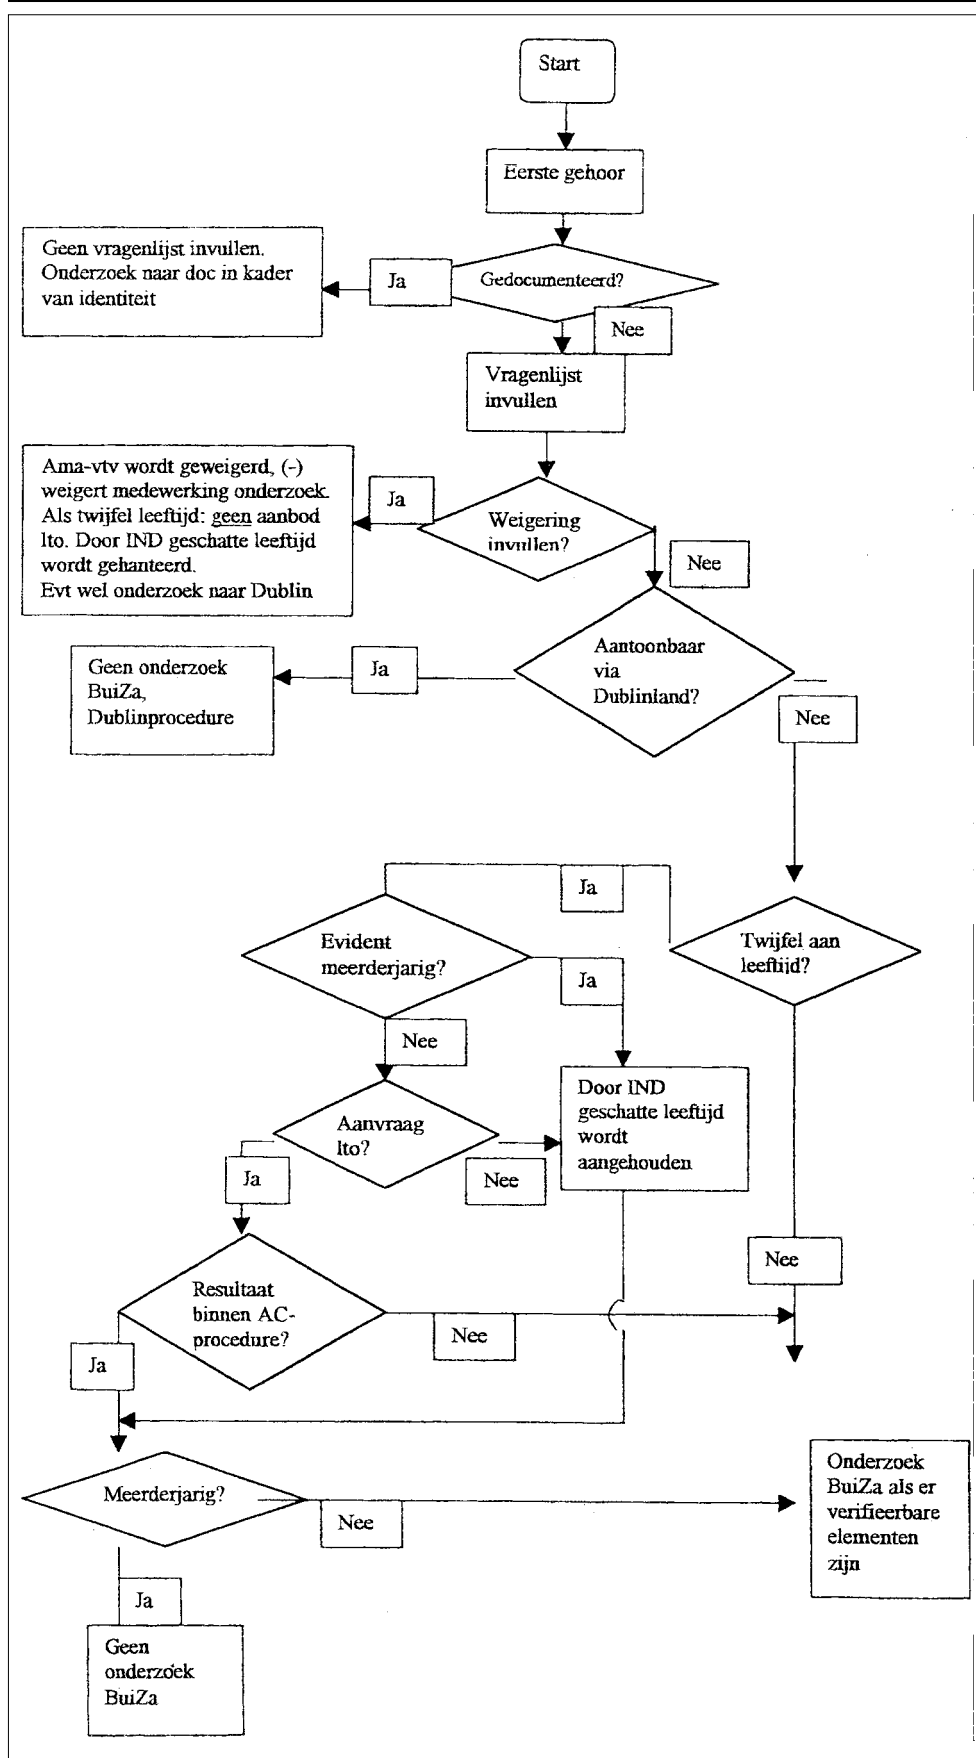 Start
Eerste gehoor
Geen vragenlijst invullen.
Onderzoek naar doc in kader
van identiteit
Ja
Gedocumenteerd?
Nee
Vragenlijst
invullen
Ama-vtv wordt geweigerd, (-)
weigert medewerking onderzoek.
Als twijfel leeftijd: geen aanbod
lto. Door IND geschatte leeftijd
wordt gehanteerd.
Evt wel onderzoek naar Dublin
Ja
Weigering
invullen?
Nee
Geen onderzoek
BuiZa,
Dublinprocedure
Ja
Aantoonbaar
via
Dublinland?
Nee
Ja
Evident
meerderjarig?
Ja
Twijfel aan
leeftijd?
Nee
Aanvraag
lto?
Ja
Nee
Door IND
geschatte leeftijd
wordt
aangehouden
Nee
Resultaat
binnen AC-
procedure?
Nee
Ja
Meerderjarig?
Nee
Onderzoek
BuiZa als er
verifieerbare
elementen
zijn
Ja
Geen
onderzoek
BuiZa